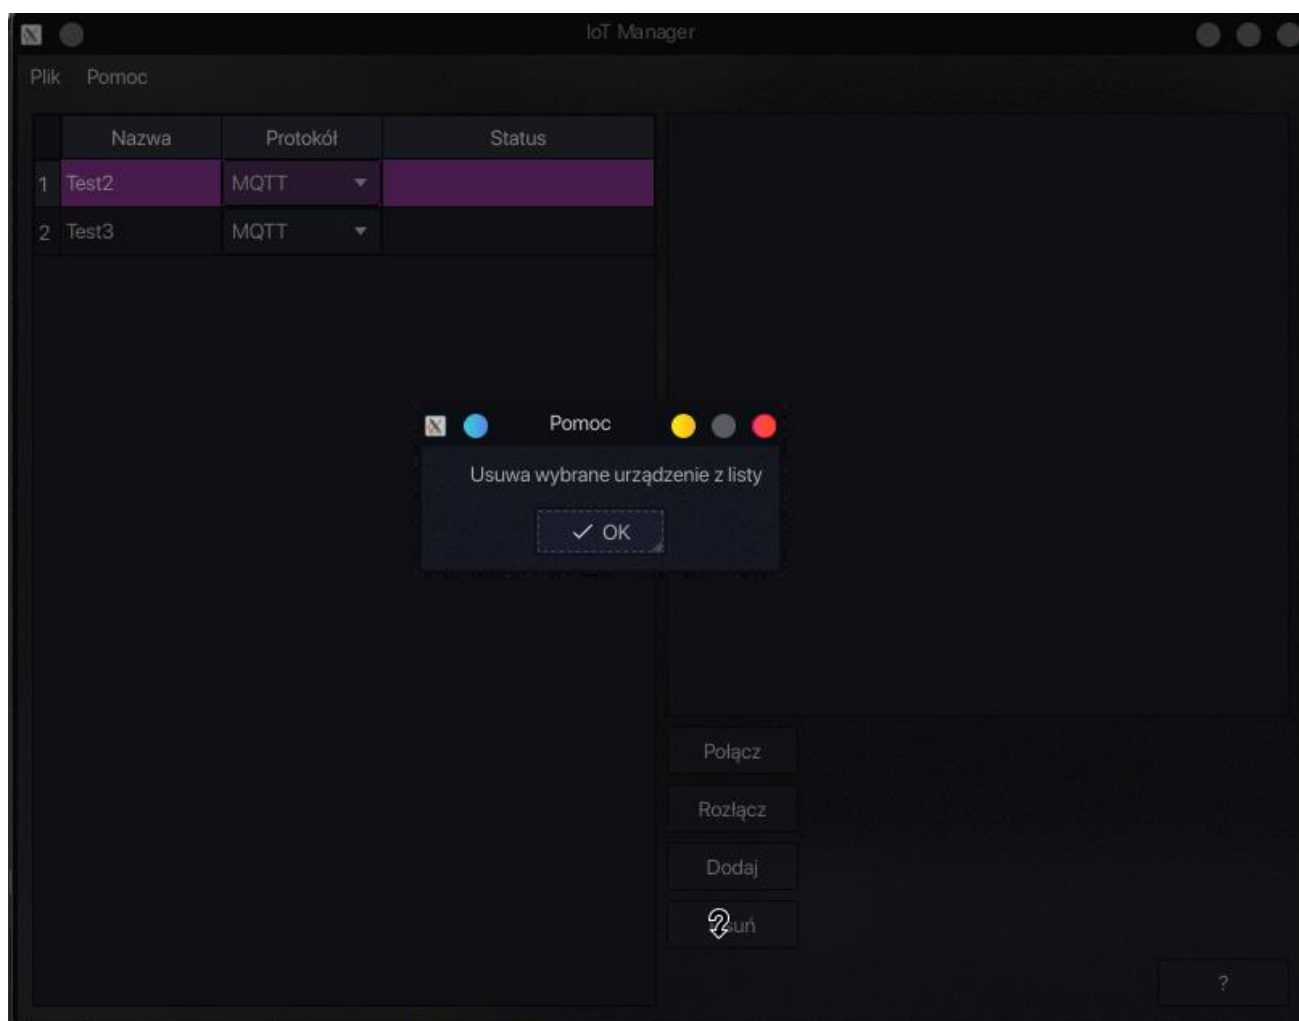 IoT Manager
Plik Pomoc
Nazwa Protokół Status
1 Test2 MQTT
2 Test3 MQTT
Pomoc
Usuwa wybrane urządzenie z listy
OK
Połącz
Rozłącz
Dodaj
suń
?